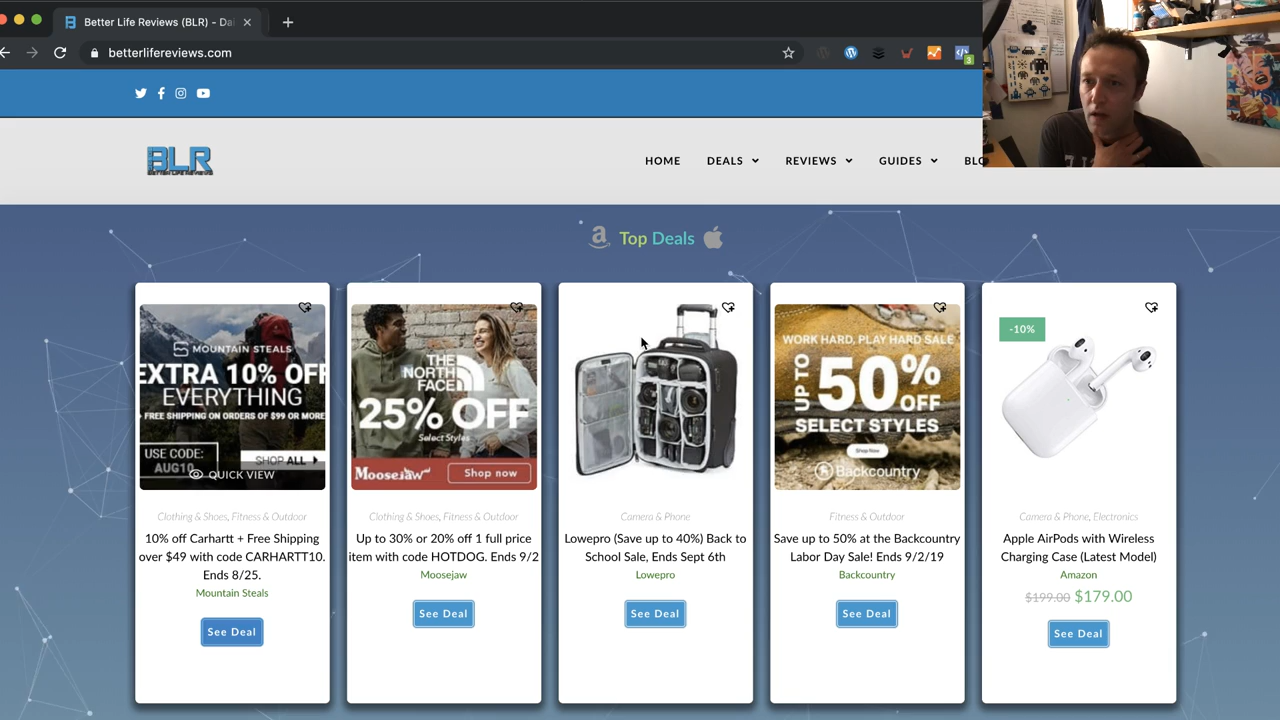 Better Life Reviews (BLR) - Dai
betterlifereviews.com
3
BLR
BETTER LIFE REVIEWS
HOME
DEALS
REVIEWS
GUIDES
BLO
Top Deals
MOUNTAIN STEALS
EXTRA 10% OFF
EVERYTHING
FREE SHIPPING ON ORDERS OF $99 OR MORE
USE CODE:
AUG10
SHOP ALL
QUICK VIEW
Clothing & Shoes, Fitness & Outdoor
10% off Carhartt + Free Shipping
over $49 with code CARHARTT10.
Ends 8/25.
Mountain Steals
See Deal
THE
NORTH
FACE
25% OFF
Select Styles
Moosejaw
Shop now
Clothing & Shoes, Fitness & Outdoor
Up to 30% or 20% off 1 full price
item with code HOTDOG. Ends 9/2
Moosejaw
See Deal
Camera & Phone
Lowepro (Save up to 40%) Back to
School Sale, Ends Sept 6th
Lowepro
See Deal
WORK HARD, PLAY HARD SALE
UP TO
50%
OFF
SELECT STYLES
Shop Now
Backcountry
Fitness & Outdoor
Save up to 50% at the Backcountry
Labor Day Sale! Ends 9/2/19
Backcountry
See Deal
-10%
Camera & Phone, Electronics
Apple AirPods with Wireless
Charging Case (Latest Model)
Amazon
$199.00 $179.00
See Deal